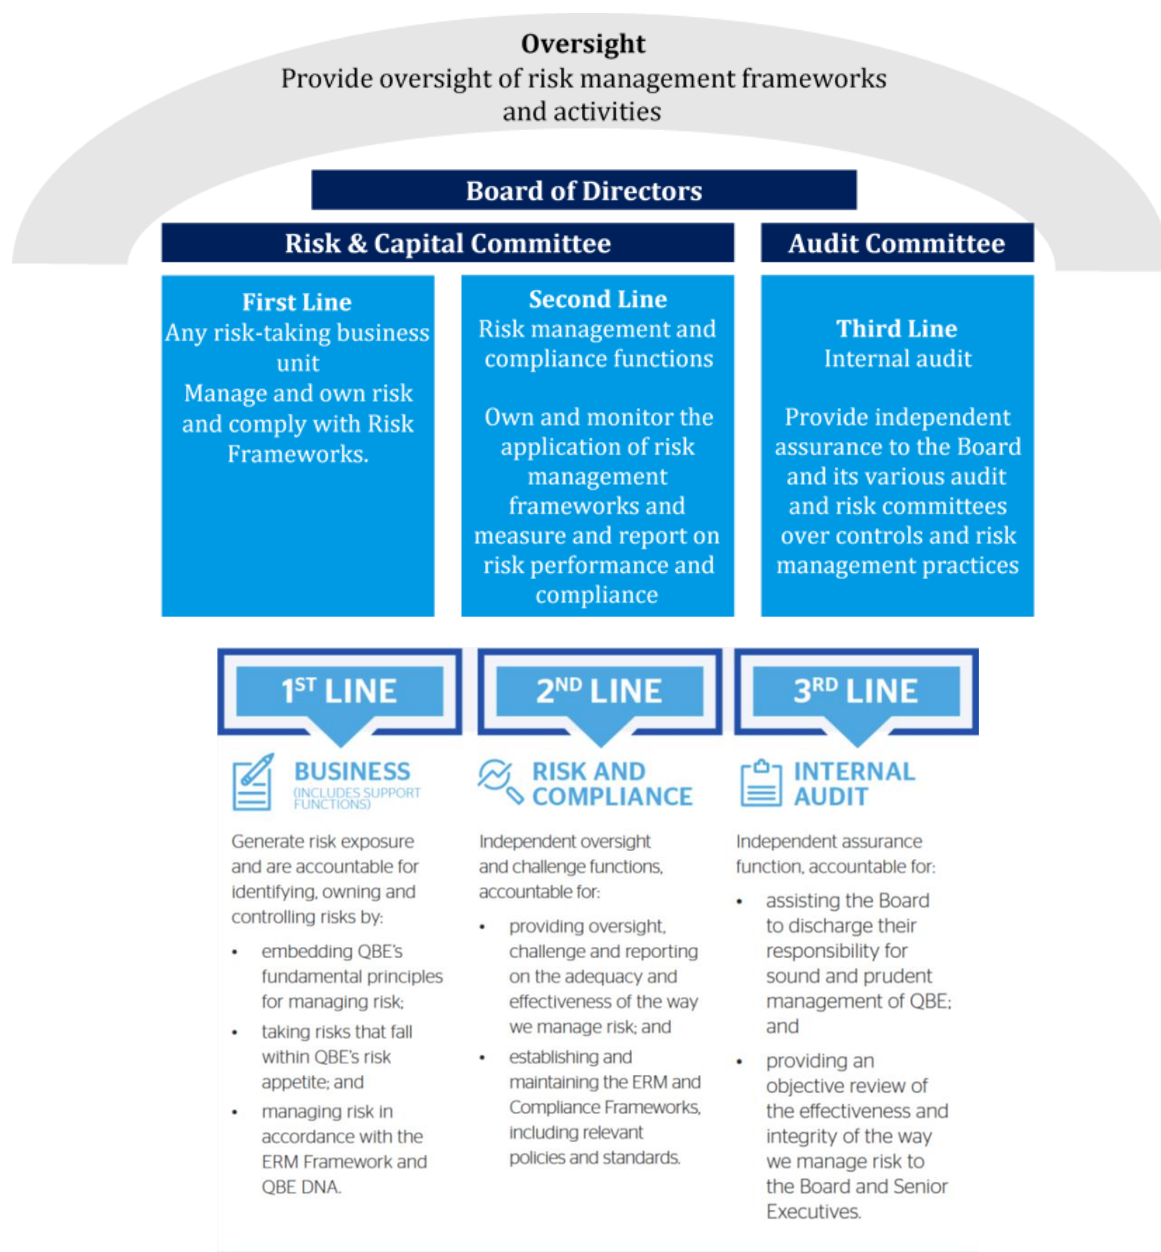 Oversight
Provide oversight of risk management frameworks
and activities
Board of Directors
Risk & Capital Committee
Audit Committee
First Line
Any risk-taking business
unit
Manage and own risk
and comply with Risk
Frameworks.
Second Line
Risk management and
compliance functions
Own and monitor the
application of risk
management
frameworks and
measure and report on
risk performance and
compliance
Third Line
Internal audit
Provide independent
assurance to the Board
and its various audit
and risk committees
over controls and risk
management practices
1ST LINE
BUSINESS
(INCLUDES SUPPORT
FUNCTIONS)
Generate risk exposure
and are accountable for
identifying, owning and
controlling risks by:
• embedding QBE's
fundamental principles
for managing risk;
• taking risks that fall
within QBE's risk
appetite; and
• managing risk in
accordance with the
ERM Framework and
QBE DNA.
2ND LINE
RISK AND
COMPLIANCE
Independent oversight
and challenge functions,
accountable for:
• providing oversight,
challenge and reporting
on the adequacy and
effectiveness of the way
we manage risk; and
• establishing and
maintaining the ERM and
Compliance Frameworks,
including relevant
policies and standards.
3RD LINE
INTERNAL
AUDIT
Independent assurance
function, accountable for:
• assisting the Board
to discharge their
responsibility for
sound and prudent
management of QBE;
and
• providing an
objective review of
the effectiveness and
integrity of the way
we manage risk to
the Board and Senior
Executives.